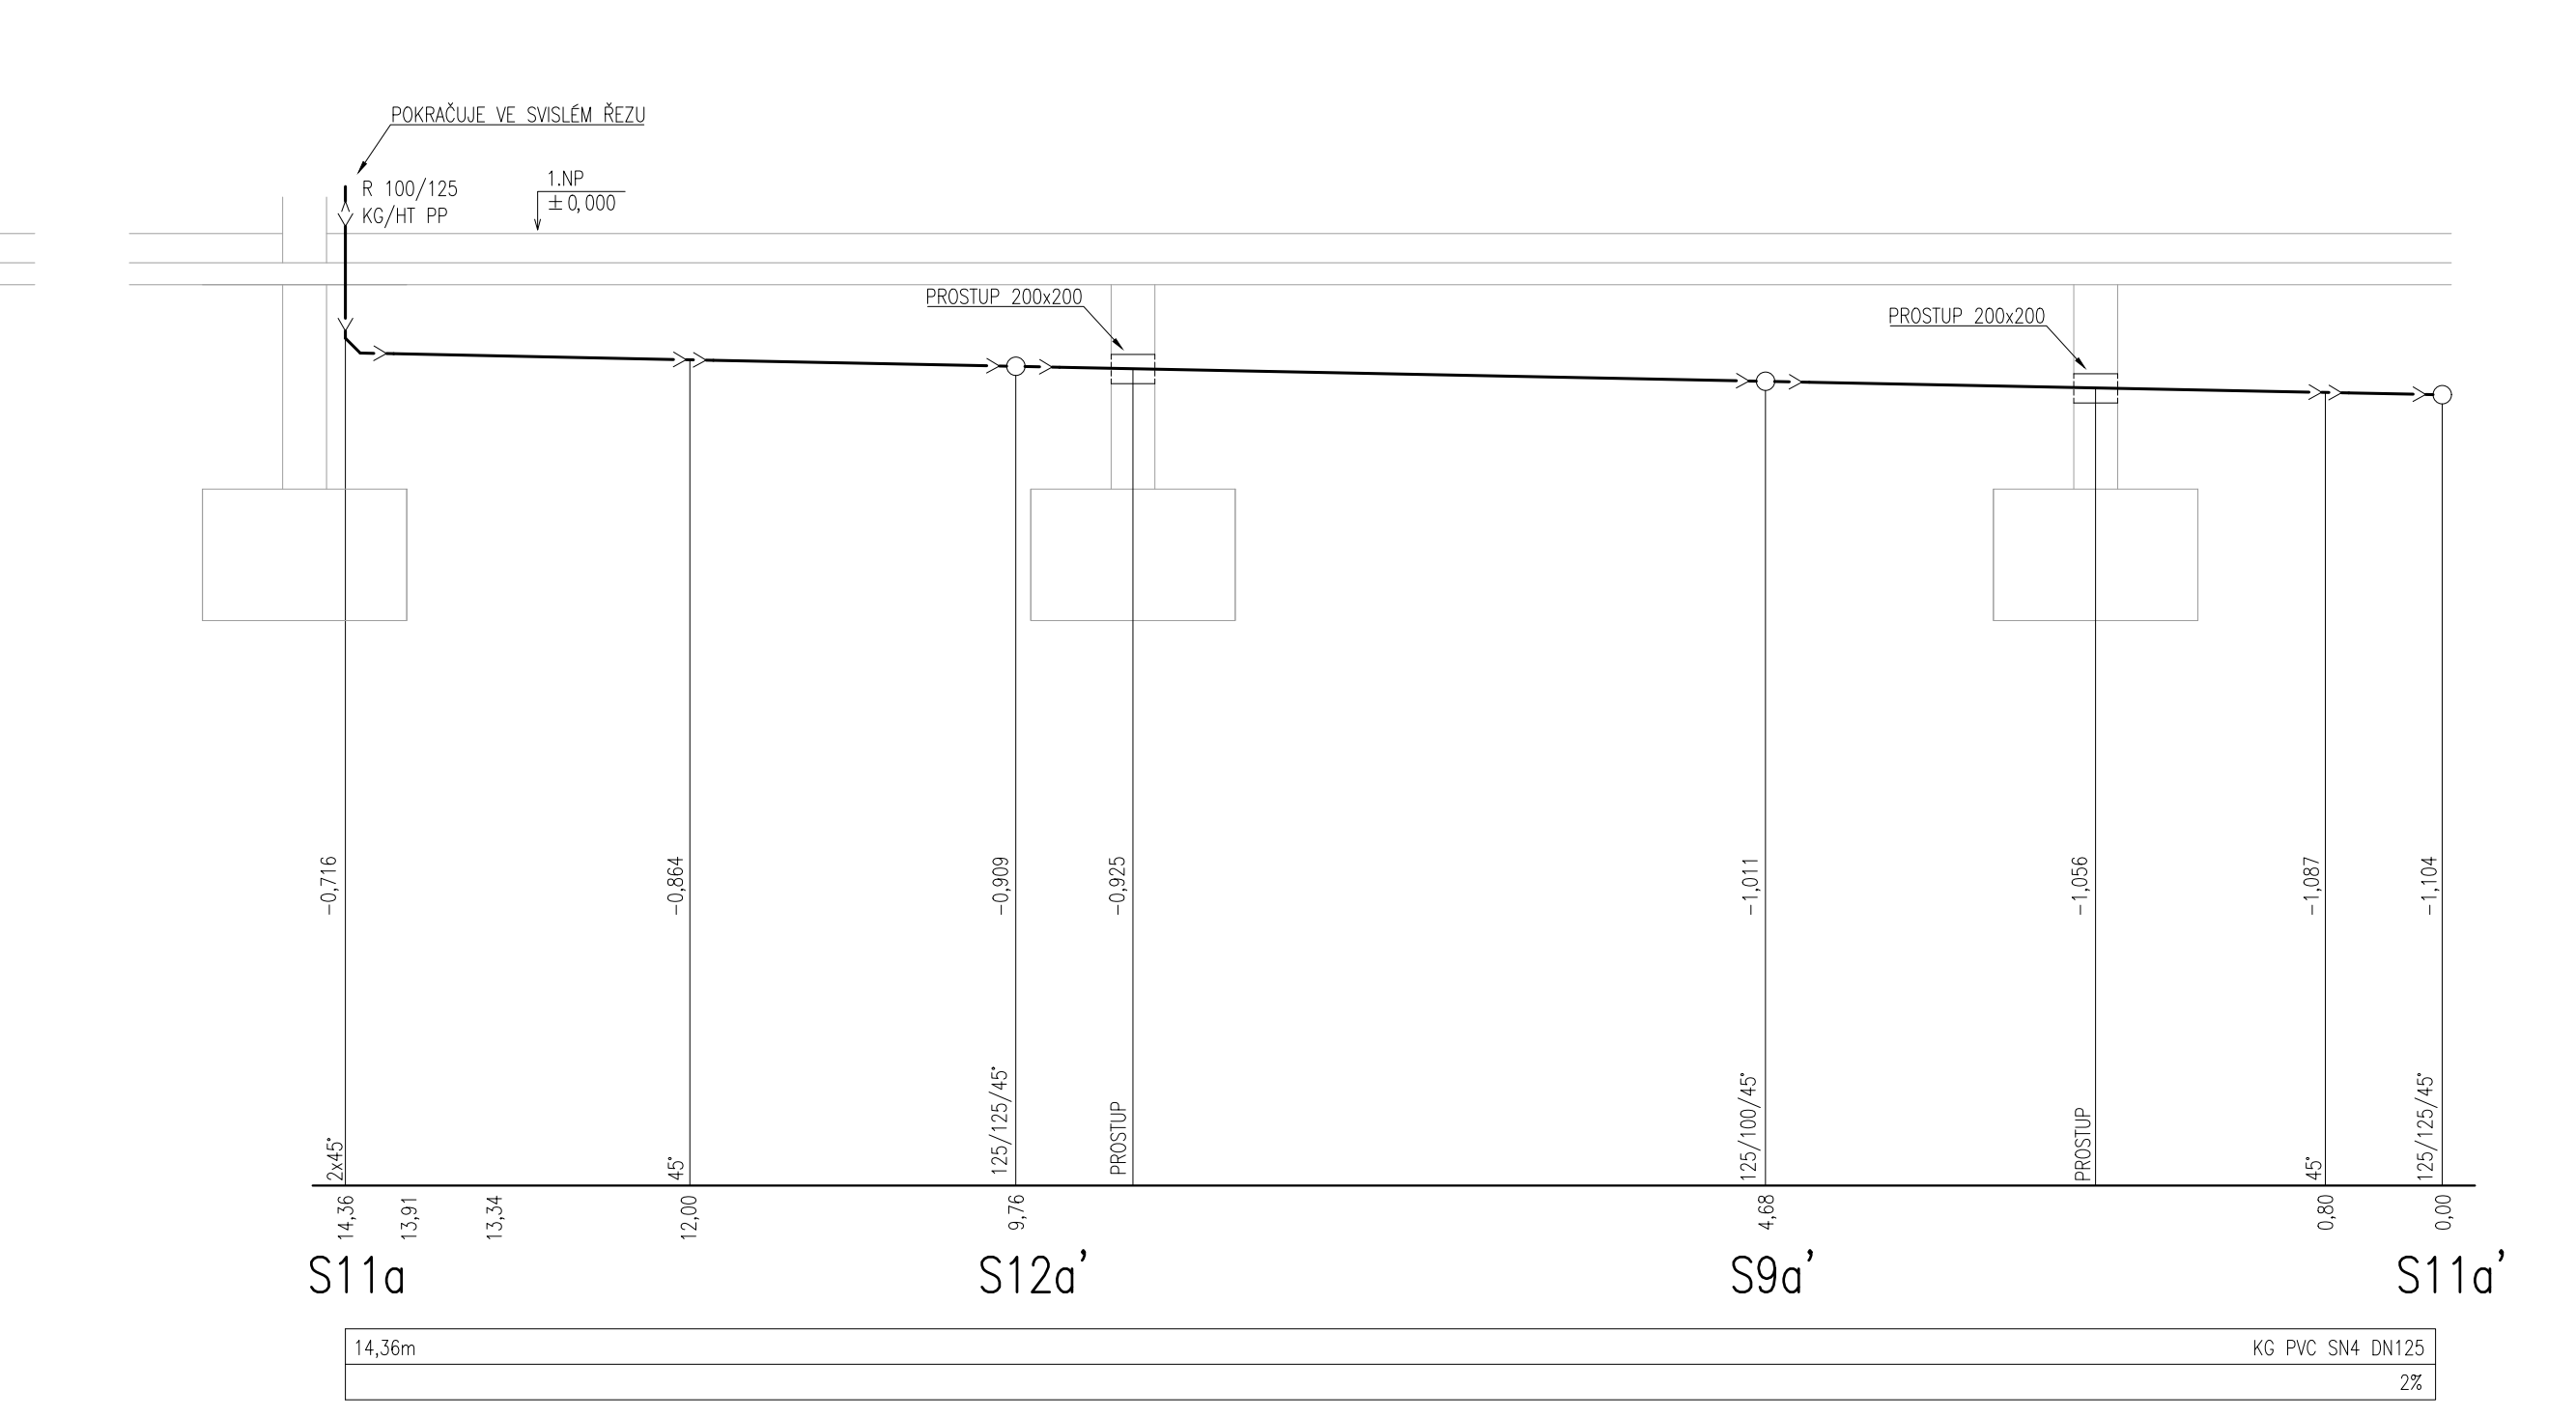 POKRAČUJE VE SVISLÉM ŘEZU
R 100/125
KG/HT PP
1.NP
±0,000
PROSTUP 200x200
PROSTUP 200x200
-0,716
-0,864
-0,909
-0,925
-1,011
-1,056
-1,087
-1,104
2x45°
45°
125/125/45°
PROSTUP
125/100/45°
PROSTUP
45°
125/125/45°
14,36
13,91
13,34
12,00
9,76
4,68
0,80
0,00
S11a
S12a'
S9a'
S11a'
14,36m
KG PVC SN4 DN125
2%